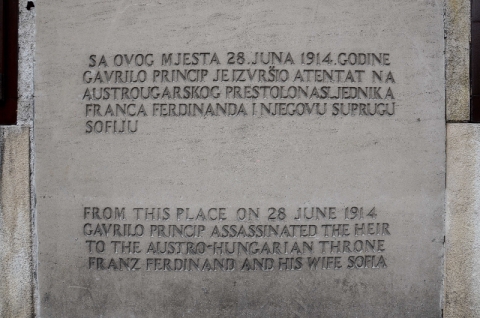 SA OVOG MJESTA 28. JUNA 1914. GODINE
GAVRILO PRINCIP JE IZVRŠIO ATENTAT NA
AUSTROUGARSKOG PRESTOLONASLJEDNIKA
FRANCA FERDINANDA I NJEGOVU SUPRUGU
SOFIJU
FROM THIS PLACE ON 28 JUNE 1914
GAVRILO PRINCIP ASSASSINATED THE HEIR
TO THE AUSTRO-HUNGARIAN THRONE
FRANZ FERDINAND AND HIS WIFE SOFIA